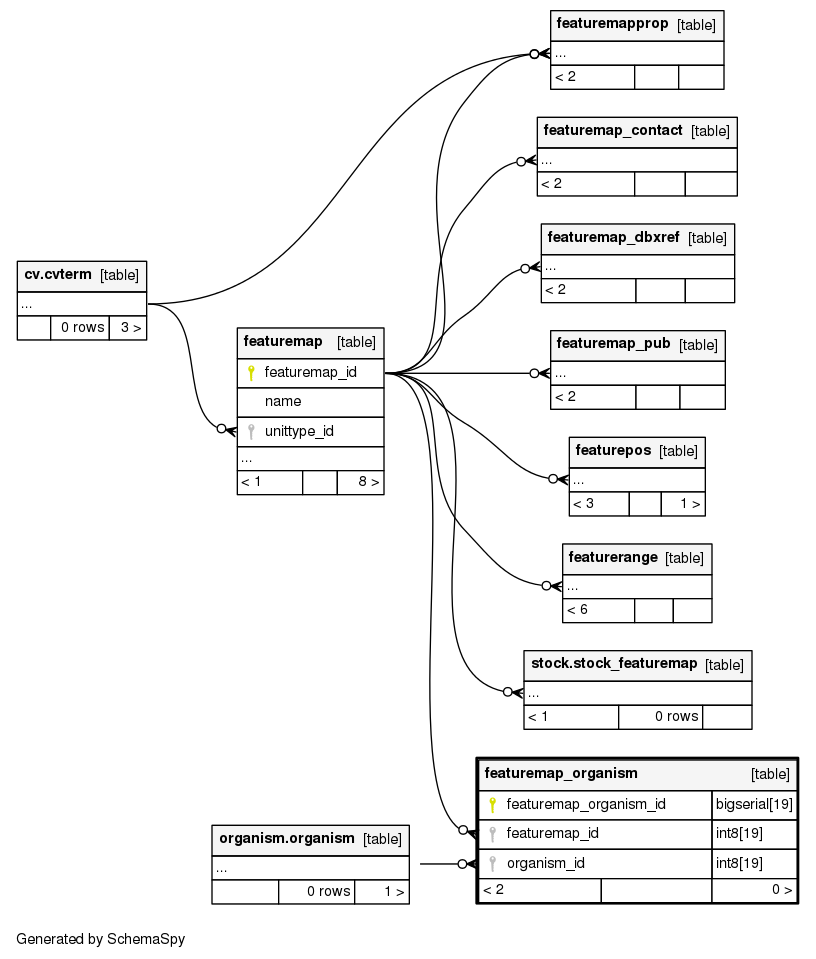 featuremapprop [table]
...
< 2
featuremap_contact [table]
...
< 2
featuremap_dbxref [table]
...
< 2
cv.cvterm [table]
...
0 rows 3 >
featuremap [table]
featuremap_id
name
unittype_id
...
< 1 8 >
featuremap_pub [table]
...
< 2
featurepos [table]
...
< 3 1 >
featurerange [table]
...
< 6
stock.stock_featuremap [table]
...
< 1 0 rows
featuremap_organism [table]
featuremap_organism_id bigserial[19]
featuremap_id int8[19]
organism_id int8[19]
< 2 0 >
organism.organism [table]
...
0 rows 1 >
Generated by SchemaSpy